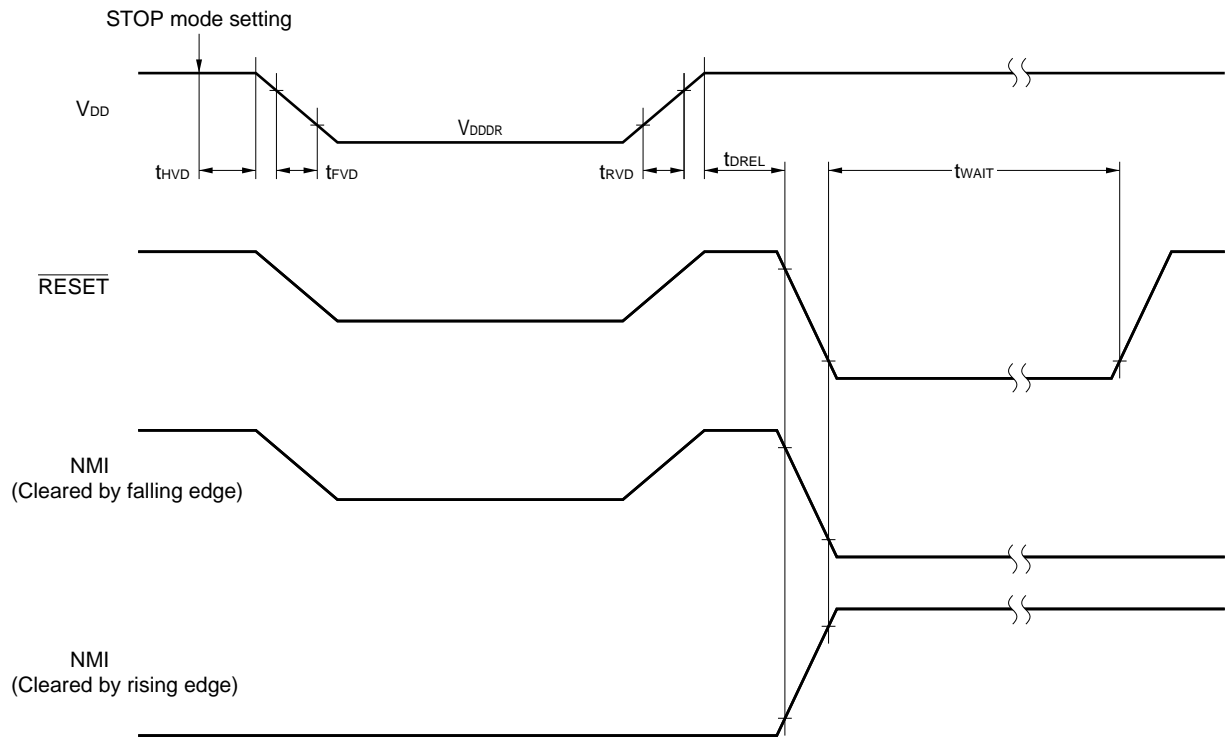 STOP mode setting
VDD
VDDDR
tHVD
tFVD
tRVD
tDREL
tWAIT
RESET
NMI
(Cleared by falling edge)
NMI
(Cleared by rising edge)